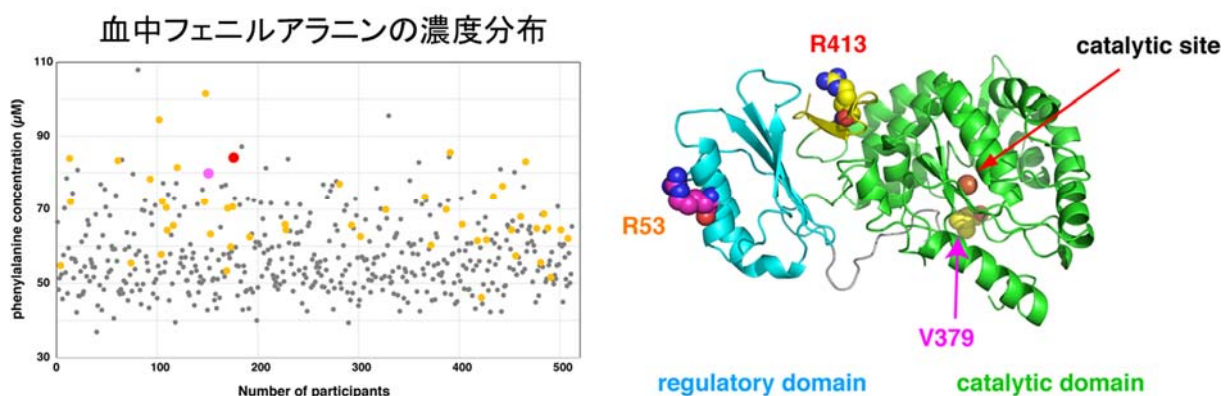 血中フェニルアラニンの濃度分布
110
90
70
50
30
phenylalanine concentration (μM)
0
100
200
300
400
500
Number of participants
R413
catalytic site
R53
V379
regulatory domain
catalytic domain